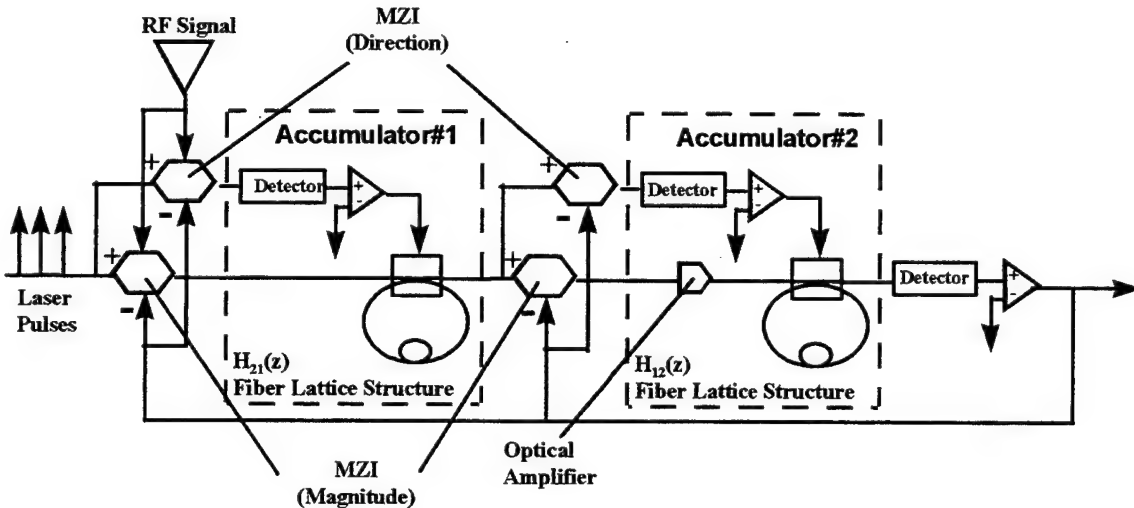 RF Signal
MZI
(Direction)
Accumulator#1
Accumulator#2
+
+
Detector
+
-
Detector
+
-
-
-
+
+
Detector
+
-
Laser
Pulses
-
-
H₂₁(z)
Fiber Lattice Structure
H₁₂(z)
Fiber Lattice Structure
Optical
Amplifier
MZI
(Magnitude)